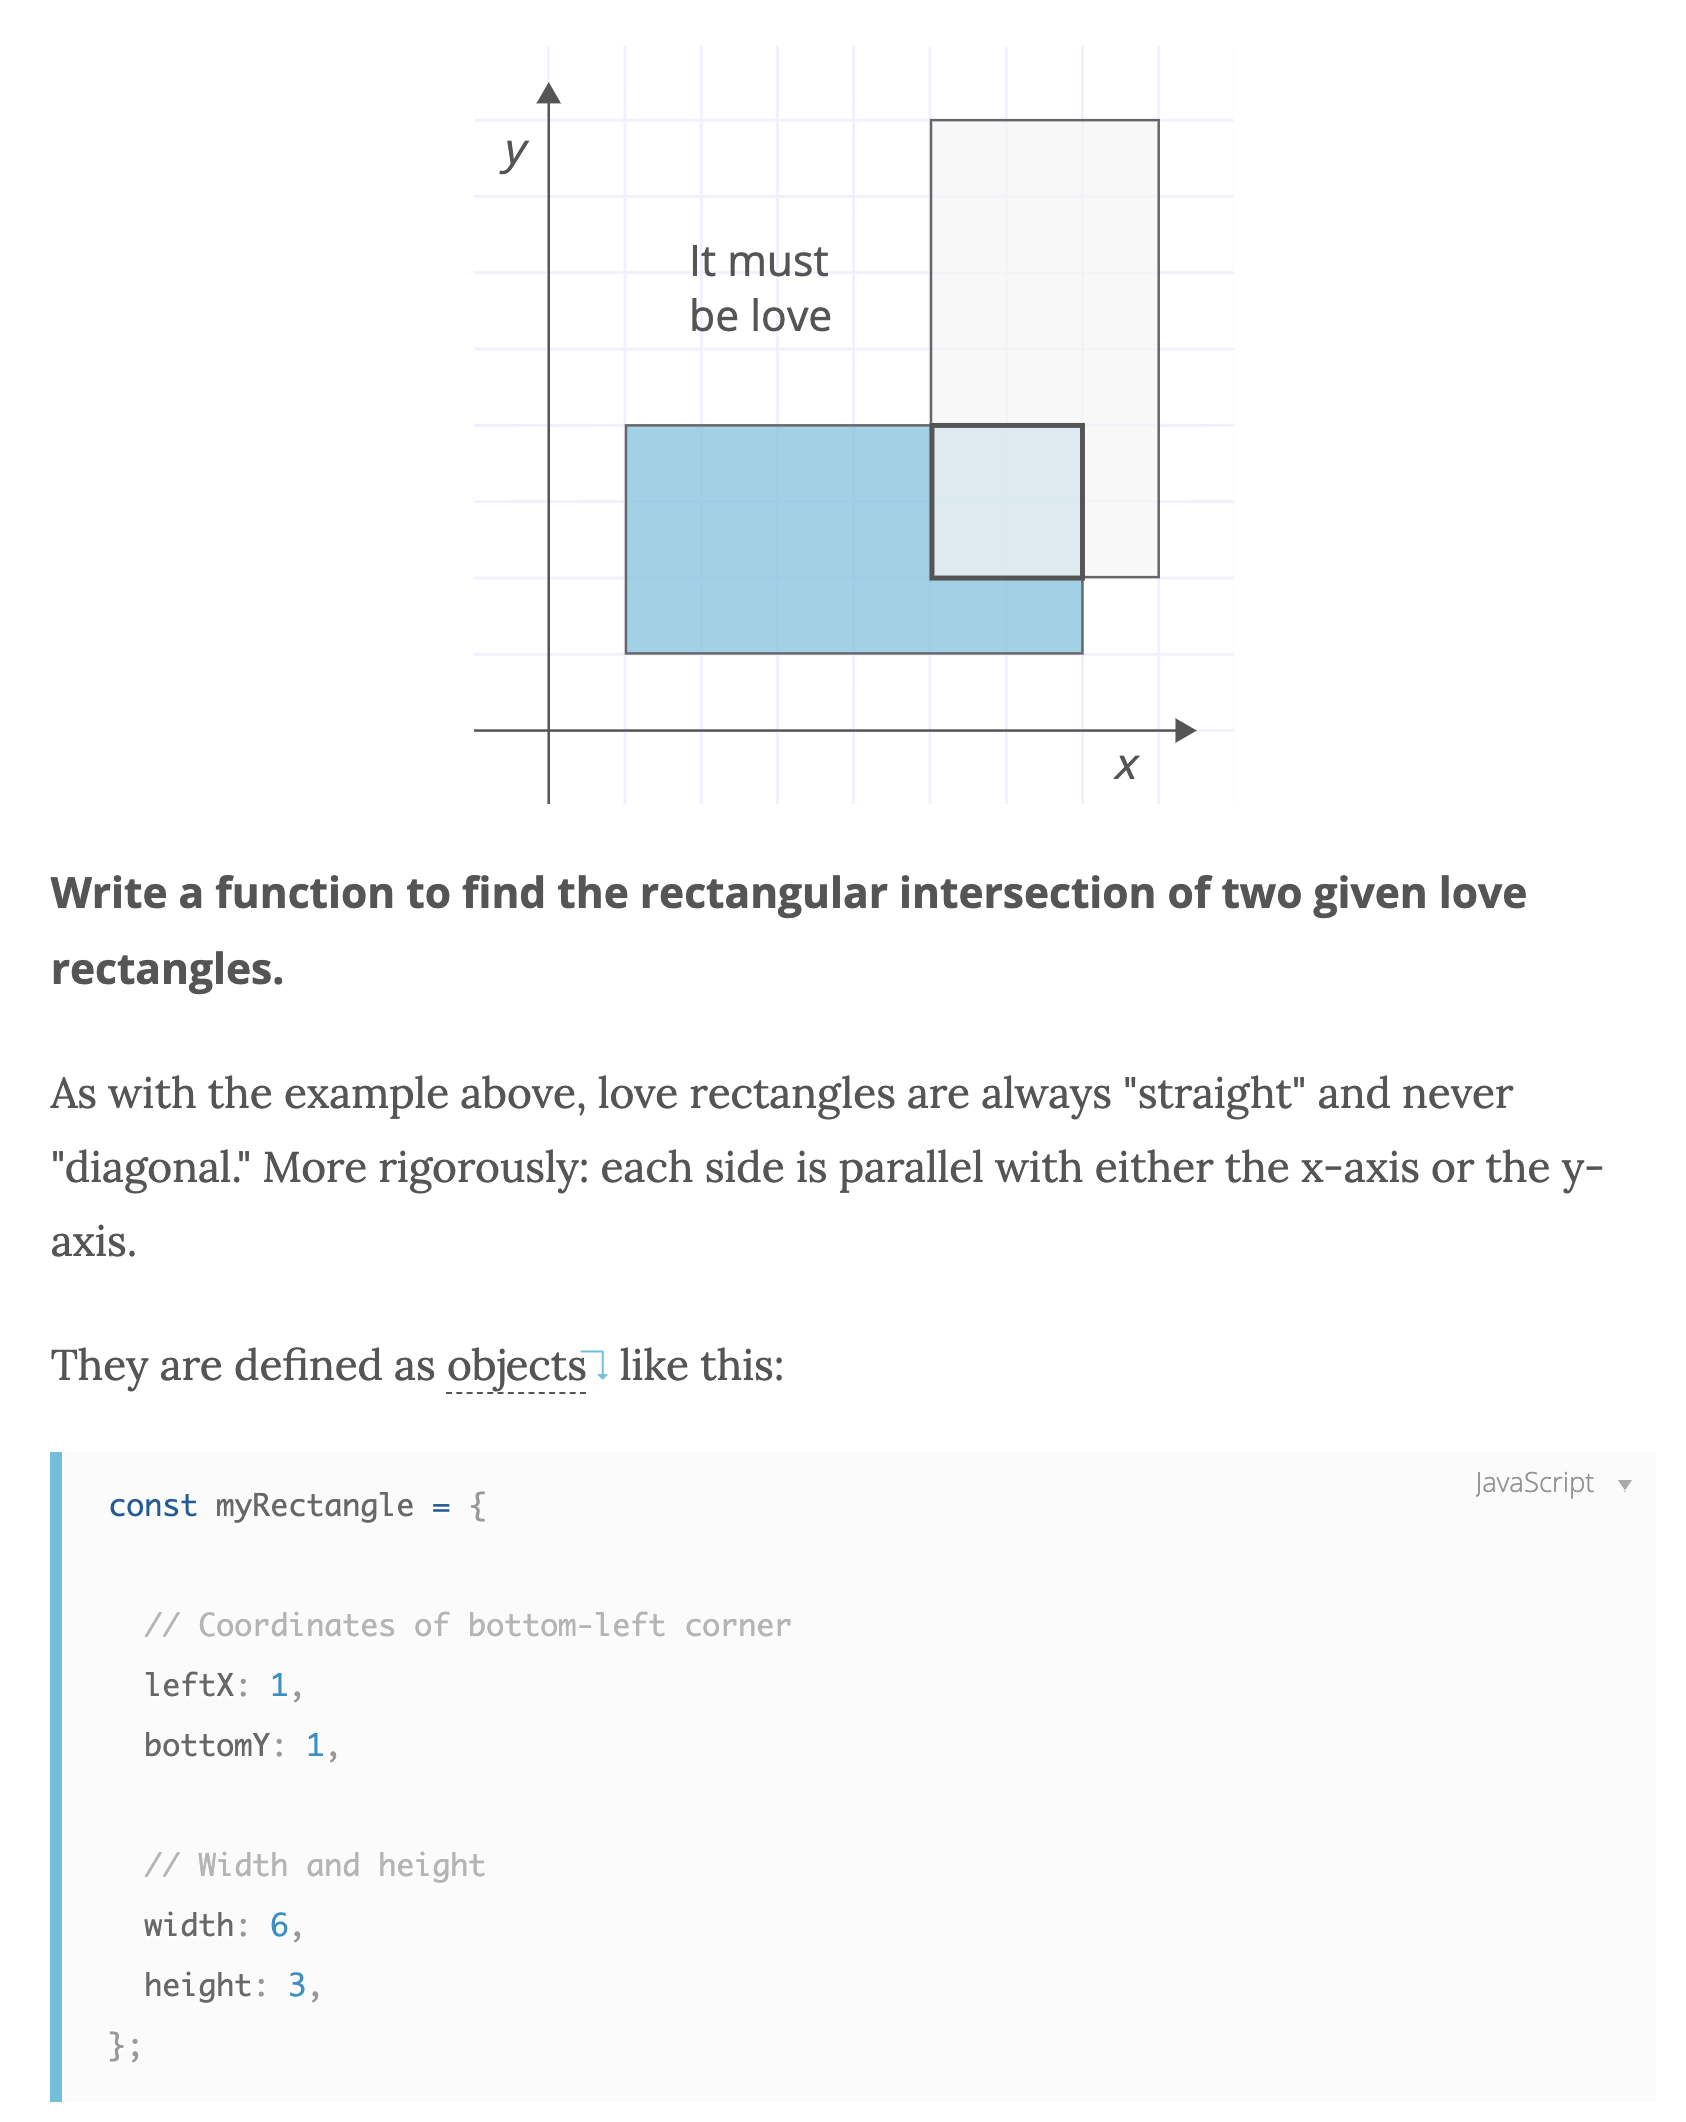 y
It must
be love
x
Write a function to find the rectangular intersection of two given love
rectangles.
As with the example above, love rectangles are always "straight" and never
"diagonal." More rigorously: each side is parallel with either the x-axis or the y-
axis.
They are defined as objects like this:
JavaScript
const myRectangle = {
// Coordinates of bottom-left corner
leftX: 1,
bottomY: 1,
// Width and height
width: 6,
height: 3,
};